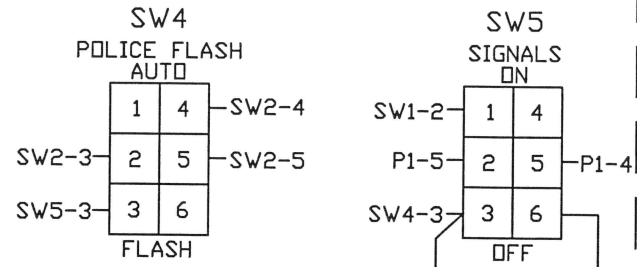 SW4
POLICE FLASH
AUTO
1 4 SW2-4
SW2-3 2 5 SW2-5
SW5-3 3 6
FLASH
SW5
SIGNALS
ON
SW1-2 1 4
P1-5 2 5 P1-4
SW4-3 3 6
OFF